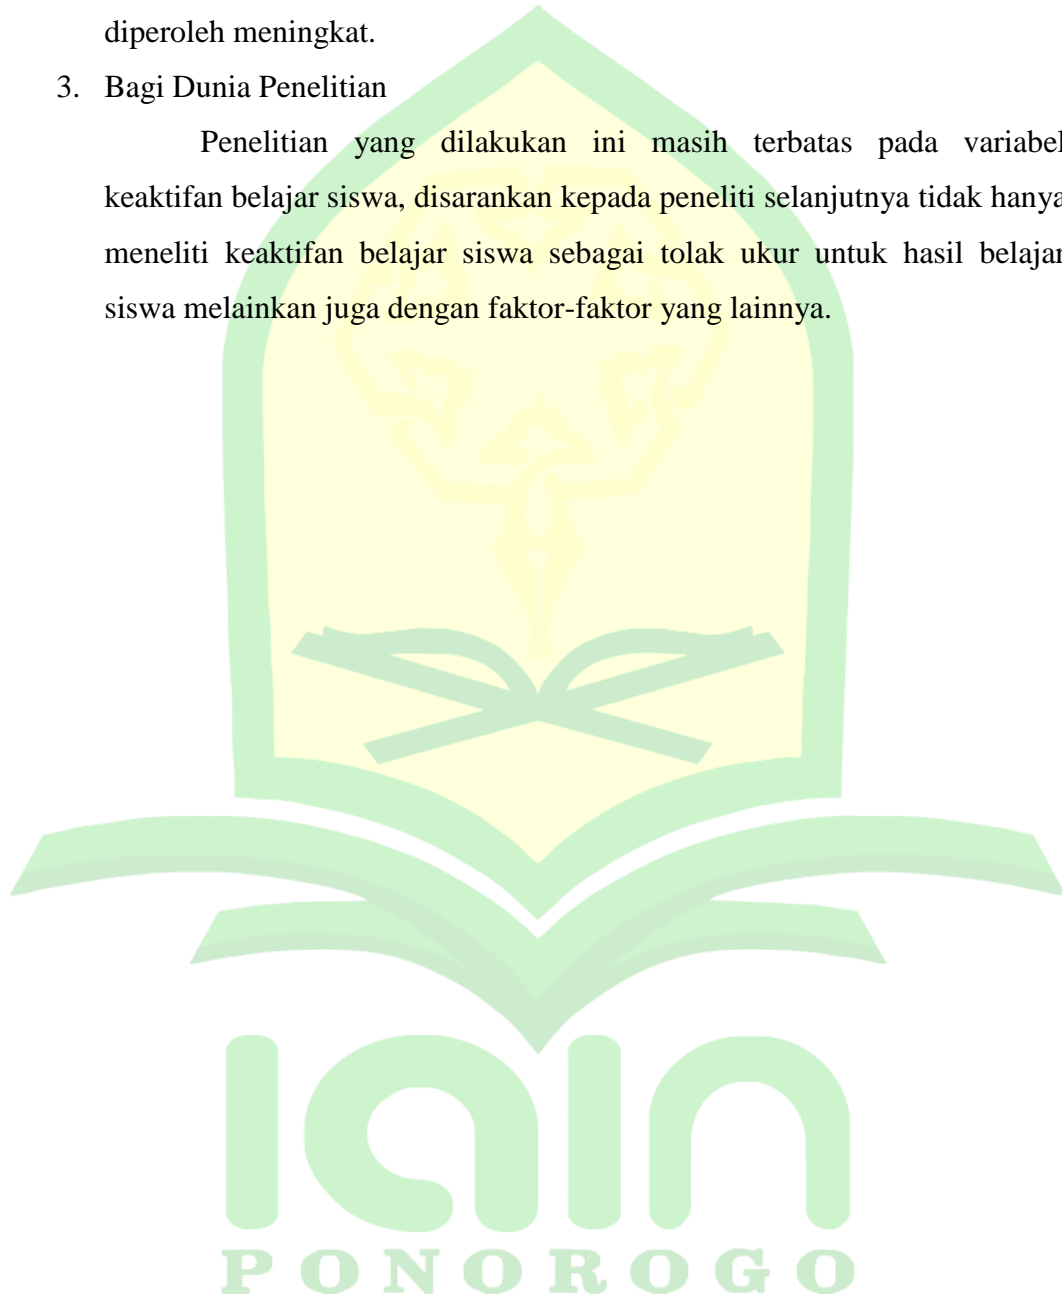 diperoleh meningkat.
3. Bagi Dunia Penelitian
Penelitian yang dilakukan ini masih terbatas pada variabel
keaktifan belajar siswa, disarankan kepada peneliti selanjutnya tidak hanya
meneliti keaktifan belajar siswa sebagai tolak ukur untuk hasil belajar
siswa melainkan juga dengan faktor-faktor yang lainnya.
iain
PONOROGO